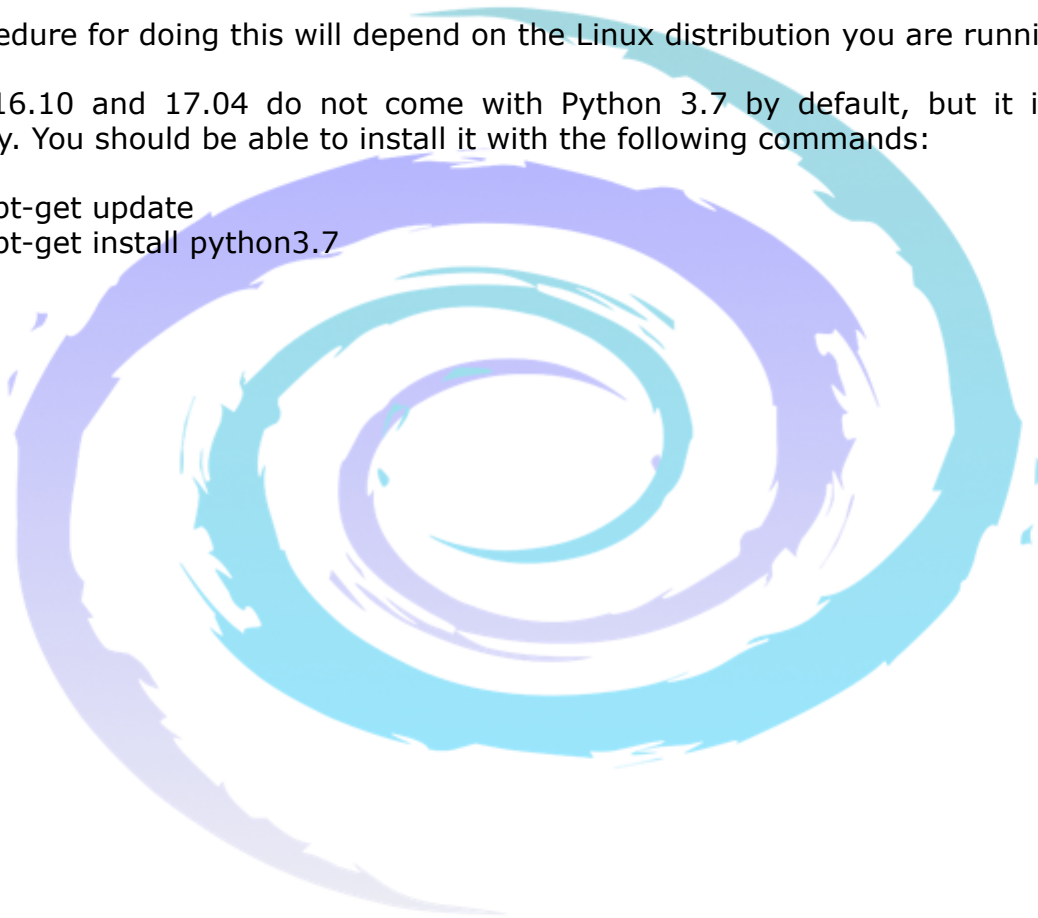 edure for doing this will depend on the Linux distribution you are runni
16.10 and 17.04 do not come with Python 3.7 by default, but it i
y. You should be able to install it with the following commands:
pt-get update
pt-get install python3.7